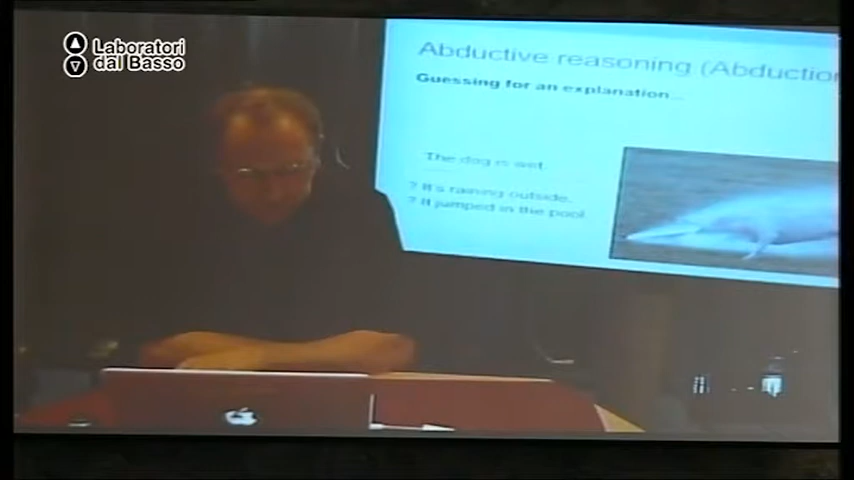 Laboratori
dal Basso
Abductive reasoning (Abduction
Guessing for an explanation...
The dog is wet.
? It's raining outside.
? It jumped in the pool.